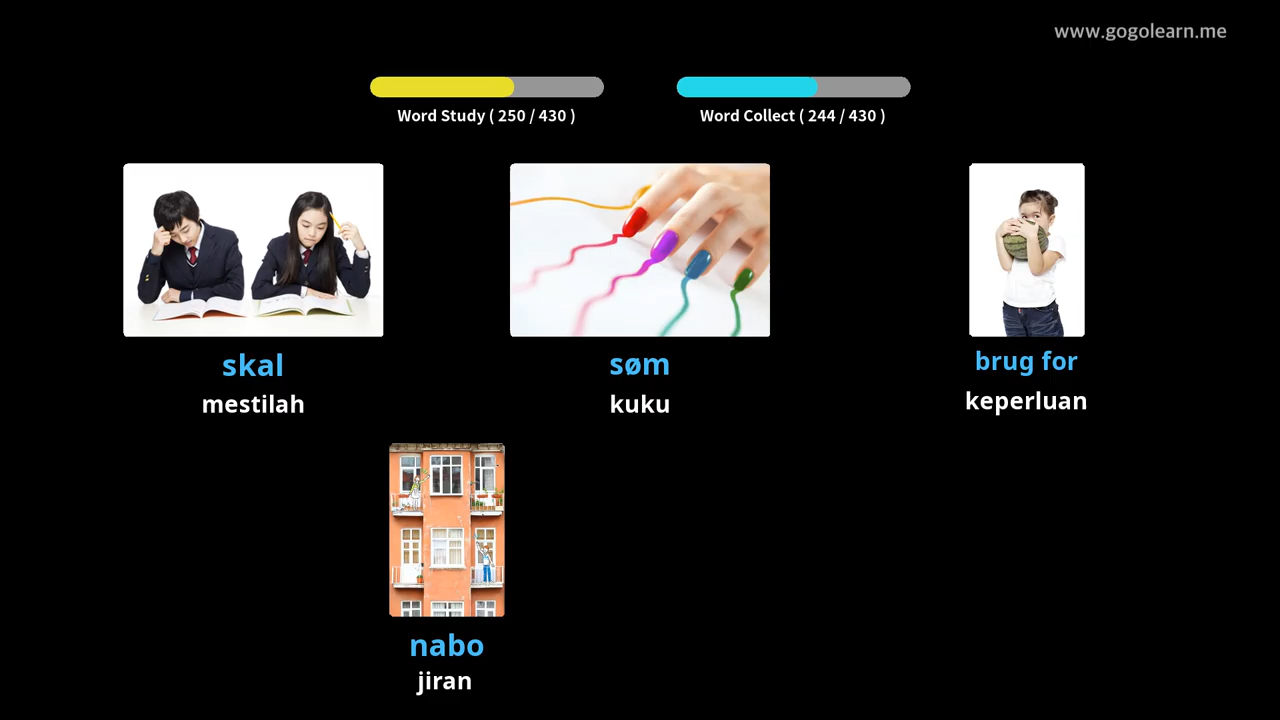 www.gogolearn.me
Word Study ( 250 / 430 )
Word Collect ( 244 / 430 )
skal
mestilah
søm
kuku
brug for
keperluan
nabo
jiran